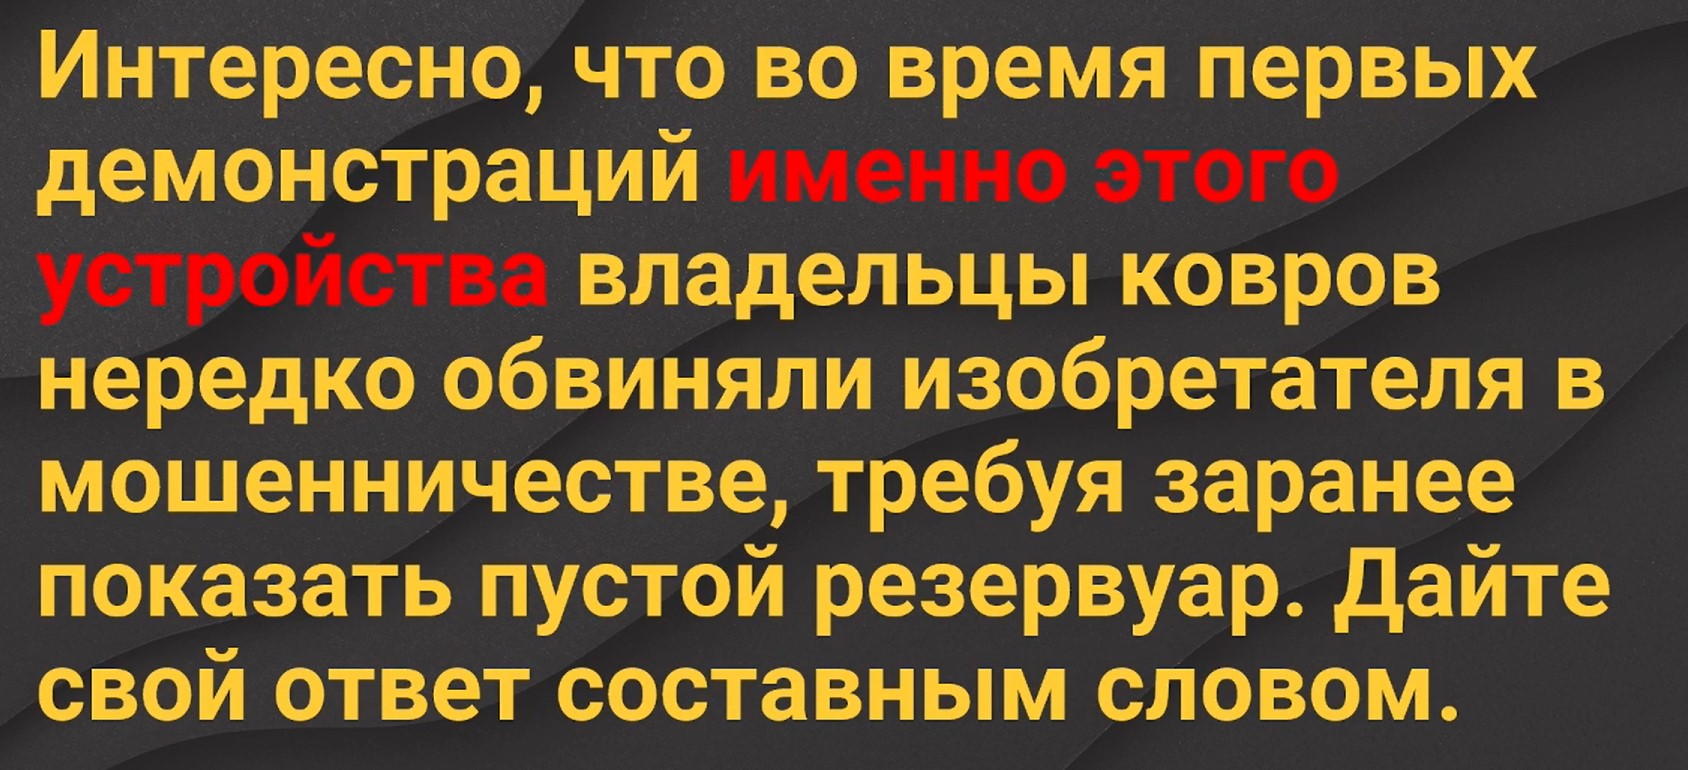 Интересно, что во время первых
демонстраций именно этого
устройства владельцы ковров
нередко обвиняли изобретателя в
мошенничестве, требуя заранее
показать пустой резервуар. Дайте
свой ответ составным словом.